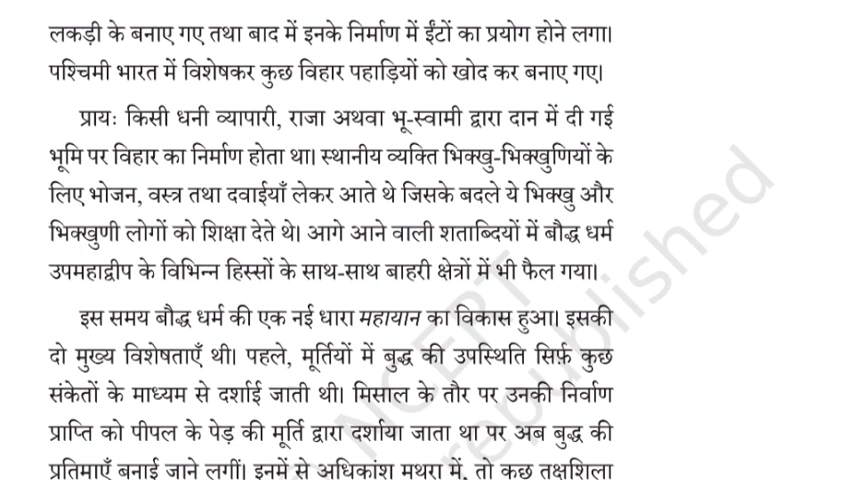 लकड़ी के बनाए गए तथा बाद में इनके निर्माण में ईंटों का प्रयोग होने लगा।
पश्चिमी भारत में विशेषकर कुछ विहार पहाड़ियों को खोद कर बनाए गए।
प्रायः किसी धनी व्यापारी, राजा अथवा भू-स्वामी द्वारा दान में दी गई
भूमि पर विहार का निर्माण होता था। स्थानीय व्यक्ति भिक्खु-भिक्खुणियों के
लिए भोजन, वस्त्र तथा दवाईयाँ लेकर आते थे जिसके बदले ये भिक्खु और
भिक्खुणी लोगों को शिक्षा देते थे। आगे आने वाली शताब्दियों में बौद्ध धर्म
उपमहाद्वीप के विभिन्न हिस्सों के साथ-साथ बाहरी क्षेत्रों में भी फैल गया।
इस समय बौद्ध धर्म की एक नई धारा महायान का विकास हुआ। इसकी
दो मुख्य विशेषताएँ थी। पहले, मूर्तियों में बुद्ध की उपस्थिति सिर्फ़ कुछ
संकेतों के माध्यम से दर्शाई जाती थी। मिसाल के तौर पर उनकी निर्वाण
प्राप्ति को पीपल के पेड़ की मूर्ति द्वारा दर्शाया जाता था पर अब बुद्ध की
प्रतिमाएँ बनाई जाने लगीं। इनमें से अधिकांश मथुरा में, तो कुछ तक्षशिला
NCERT
republished